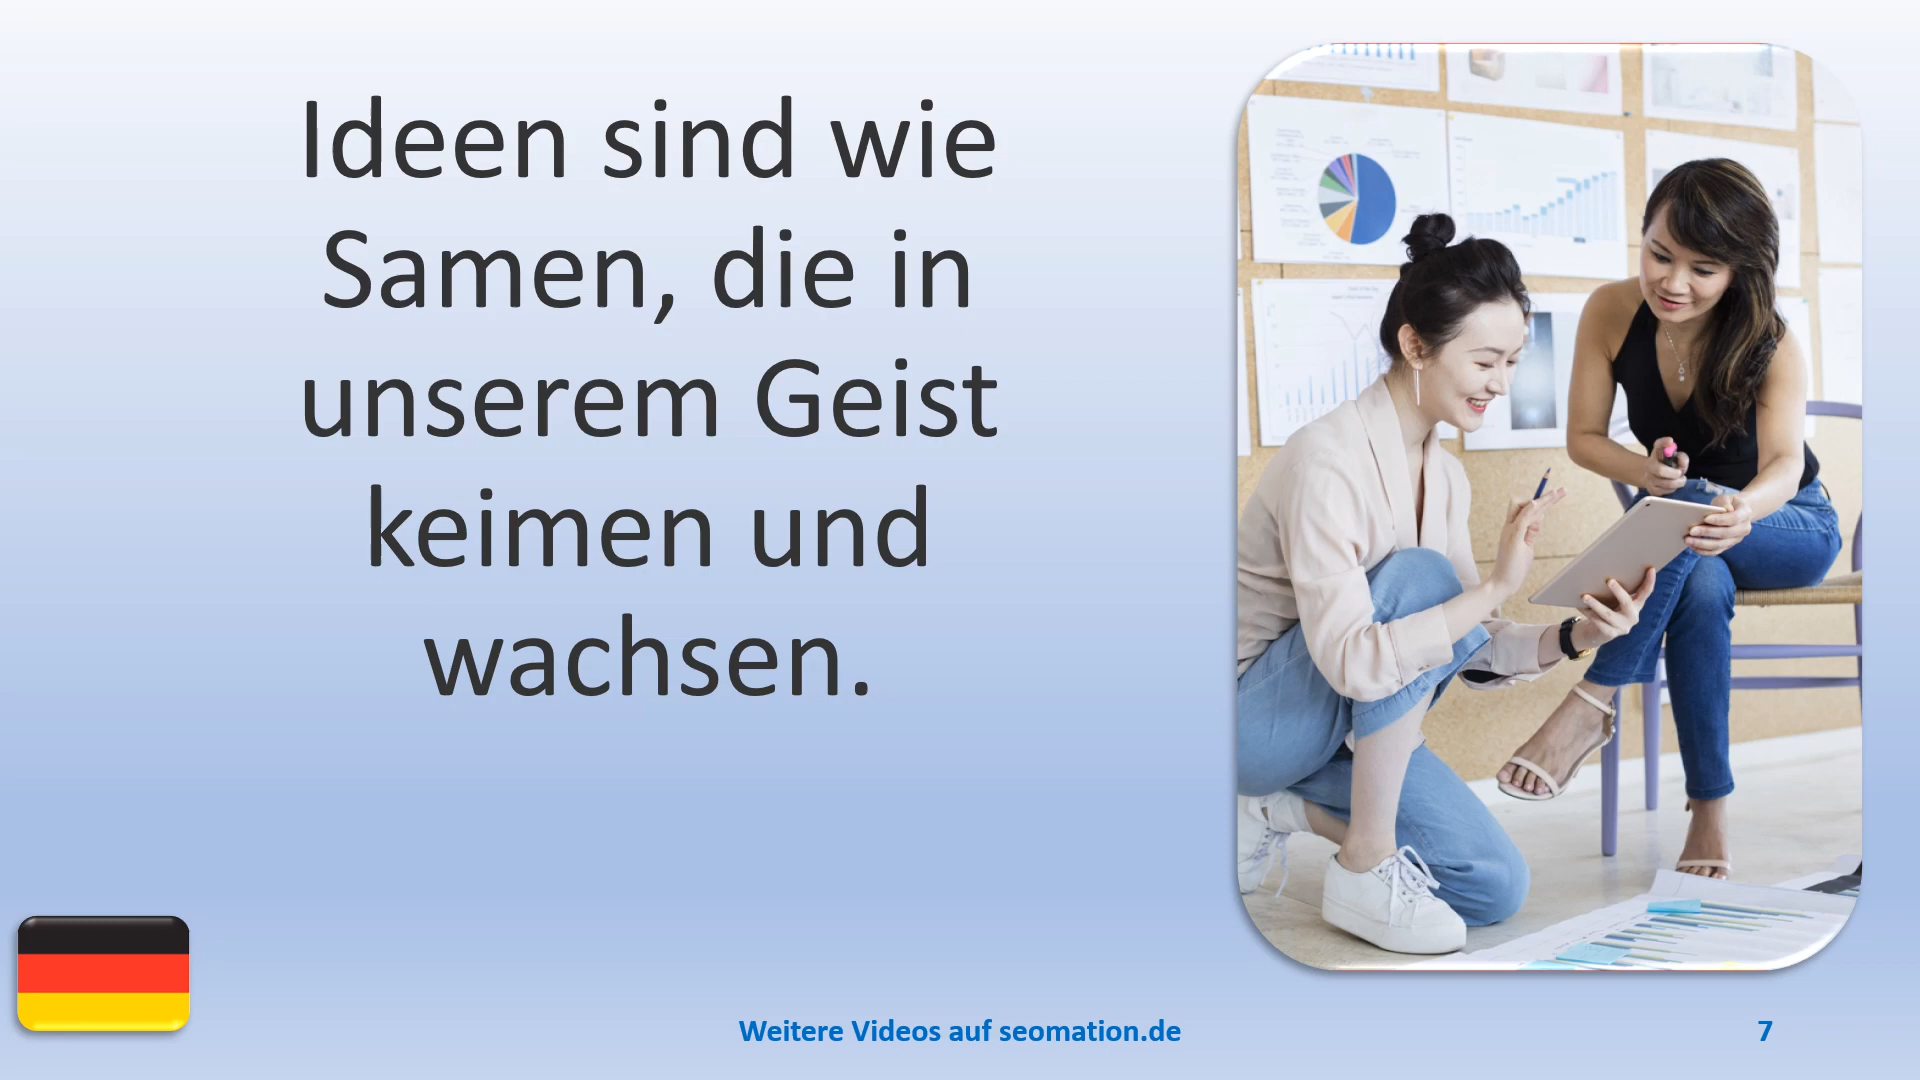 Ideen sind wie
Samen, die in
unserem Geist
keimen und
wachsen.
Weitere Videos auf seomation.de
7